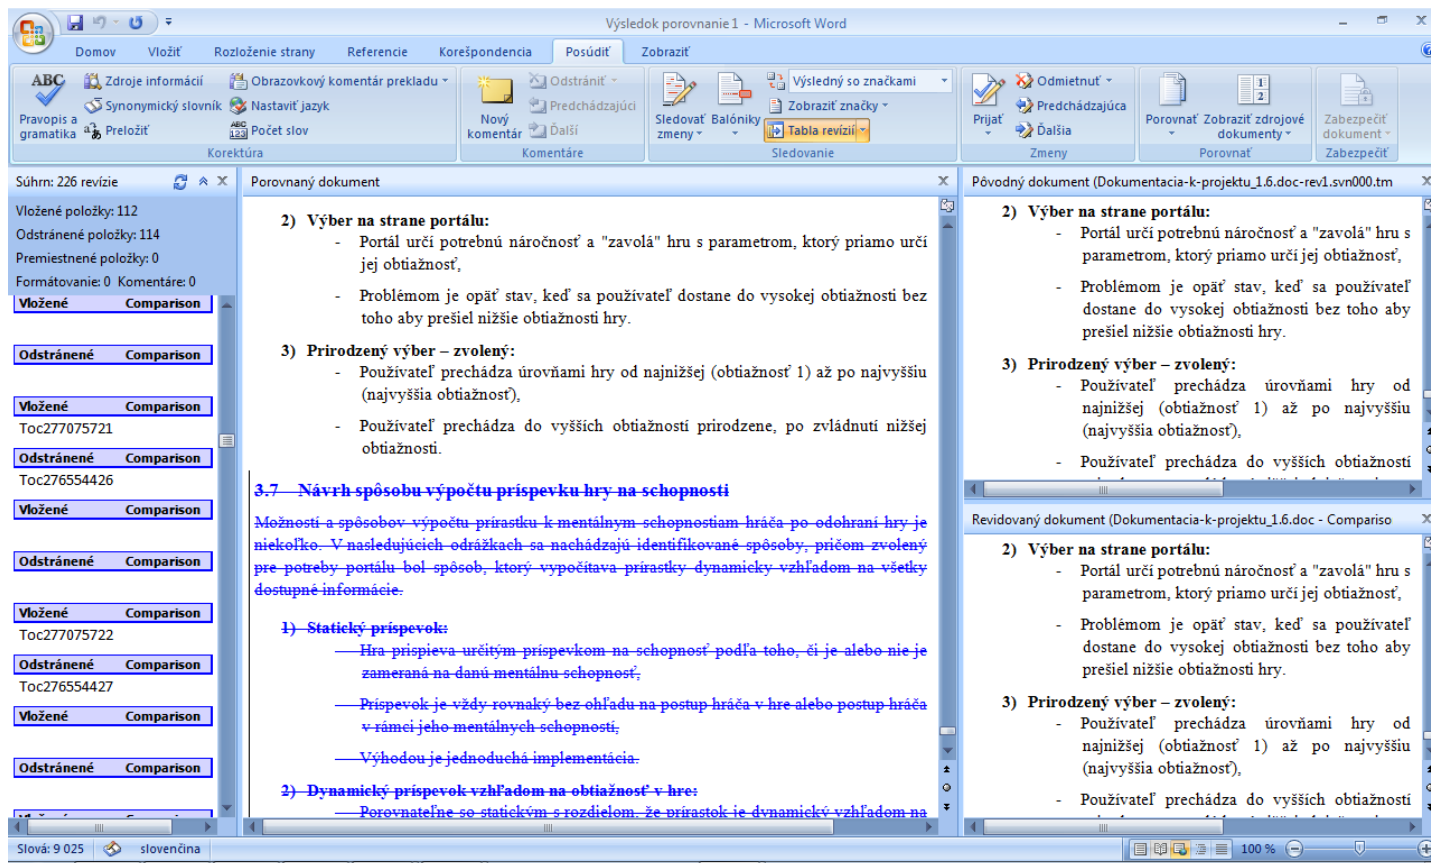 Výsledok porovnanie1 - Microsoft Word
Domov Vložiť Rozloženie strany Referencie Korešpondencia Posúdiť Zobraziť
ABC
Pravopis a gramatika
Zdroje informácií
Synonymický slovník
Preložiť
Obrazovkový komentár prekladu
Nastaviť jazyk
Počet slov
Korektúra
Nový komentár
Odstrániť
Predchádzajúci
Ďalší
Komentáre
Sledovať zmeny
Balóniky
Výsledný so značkami
Zobraziť značky
Tabla revízií
Sledovanie
Prijať
Odmietnuť
Predchádzajúca
Ďalšia
Zmeny
Porovnať
Zobraziť zdrojové dokumenty
Porovnať
Zabezpečiť dokument
Zabezpečiť
Súhrn: 226 revízie
Vložené položky: 112
Odstránené položky: 114
Premiestnené položky: 0
Formátovanie: 0 Komentáre: 0
Vložené Comparison
Odstránené Comparison
Vložené Comparison
Toc277075721
Odstránené Comparison
Toc276554426
Vložené Comparison
Odstránené Comparison
Vložené Comparison
Toc277075722
Odstránené Comparison
Toc276554427
Vložené Comparison
Odstránené Comparison
Porovnaný dokument
2) Výber na strane portálu:
- Portál určí potrebnú náročnosť a "zavolá" hru s parametrom, ktorý priamo určí
jej obtiažnosť,
- Problémom je opäť stav, keď sa používateľ dostane do vysokej obtiažnosti bez
toho aby prešiel nižšie obtiažnosti hry.
3) Prirodzený výber – zvolený:
- Používateľ prechádza úrovňami hry od najnižšej (obtiažnosť 1) až po najvyššiu
(najvyššia obtiažnosť),
- Používateľ prechádza do vyšších obtiažností prirodzene, po zvládnutí nižšej
obtiažnosti.
3.7 Návrh spôsobu výpočtu príspevku hry na schopnosti
Možností a spôsobov výpočtu prírastku k mentálnym schopnostiam hráča po odohraní hry je
niekoľko. V nasledujúcich odrážkach sa nachádzajú identifikované spôsoby, pričom zvolený
pre potreby portálu bol spôsob, ktorý vypočítava prírastky dynamicky vzhľadom na všetky
dostupné informácie.
1) Statický príspevok:
- Hra prispieva určitým príspevkom na schopnosť podľa toho, či je alebo nie je
zameraná na danú mentálnu schopnosť,
- Príspevok je vždy rovnaký bez ohľadu na postup hráča v hre alebo postup hráča
v rámci jeho mentálnych schopností,
- Výhodou je jednoduchá implementácia.
2) Dynamický príspevok vzhľadom na obtiažnosť v hre:
- Porovnateľne so statickým s rozdielom, že prírastok je dynamický vzhľadom na
Pôvodný dokument (Dokumentacia-k-projektu_1.6.doc-rev1.svn000.tm
2) Výber na strane portálu:
- Portál určí potrebnú náročnosť a "zavolá" hru s
parametrom, ktorý priamo určí jej obtiažnosť,
- Problémom je opäť stav, keď sa používateľ
dostane do vysokej obtiažnosti bez toho aby
prešiel nižšie obtiažnosti hry.
3) Prirodzený výber – zvolený:
- Používateľ prechádza úrovňami hry od
najnižšej (obtiažnosť 1) až po najvyššiu
(najvyššia obtiažnosť),
- Používateľ prechádza do vyšších obtiažností
Revidovaný dokument (Dokumentacia-k-projektu_1.6.doc - Compariso
2) Výber na strane portálu:
- Portál určí potrebnú náročnosť a "zavolá" hru s
parametrom, ktorý priamo určí jej obtiažnosť,
- Problémom je opäť stav, keď sa používateľ
dostane do vysokej obtiažnosti bez toho aby
prešiel nižšie obtiažnosti hry.
3) Prirodzený výber – zvolený:
- Používateľ prechádza úrovňami hry od
najnižšej (obtiažnosť 1) až po najvyššiu
(najvyššia obtiažnosť),
- Používateľ prechádza do vyšších obtiažností
Slová: 9 025 slovenčina 100 %